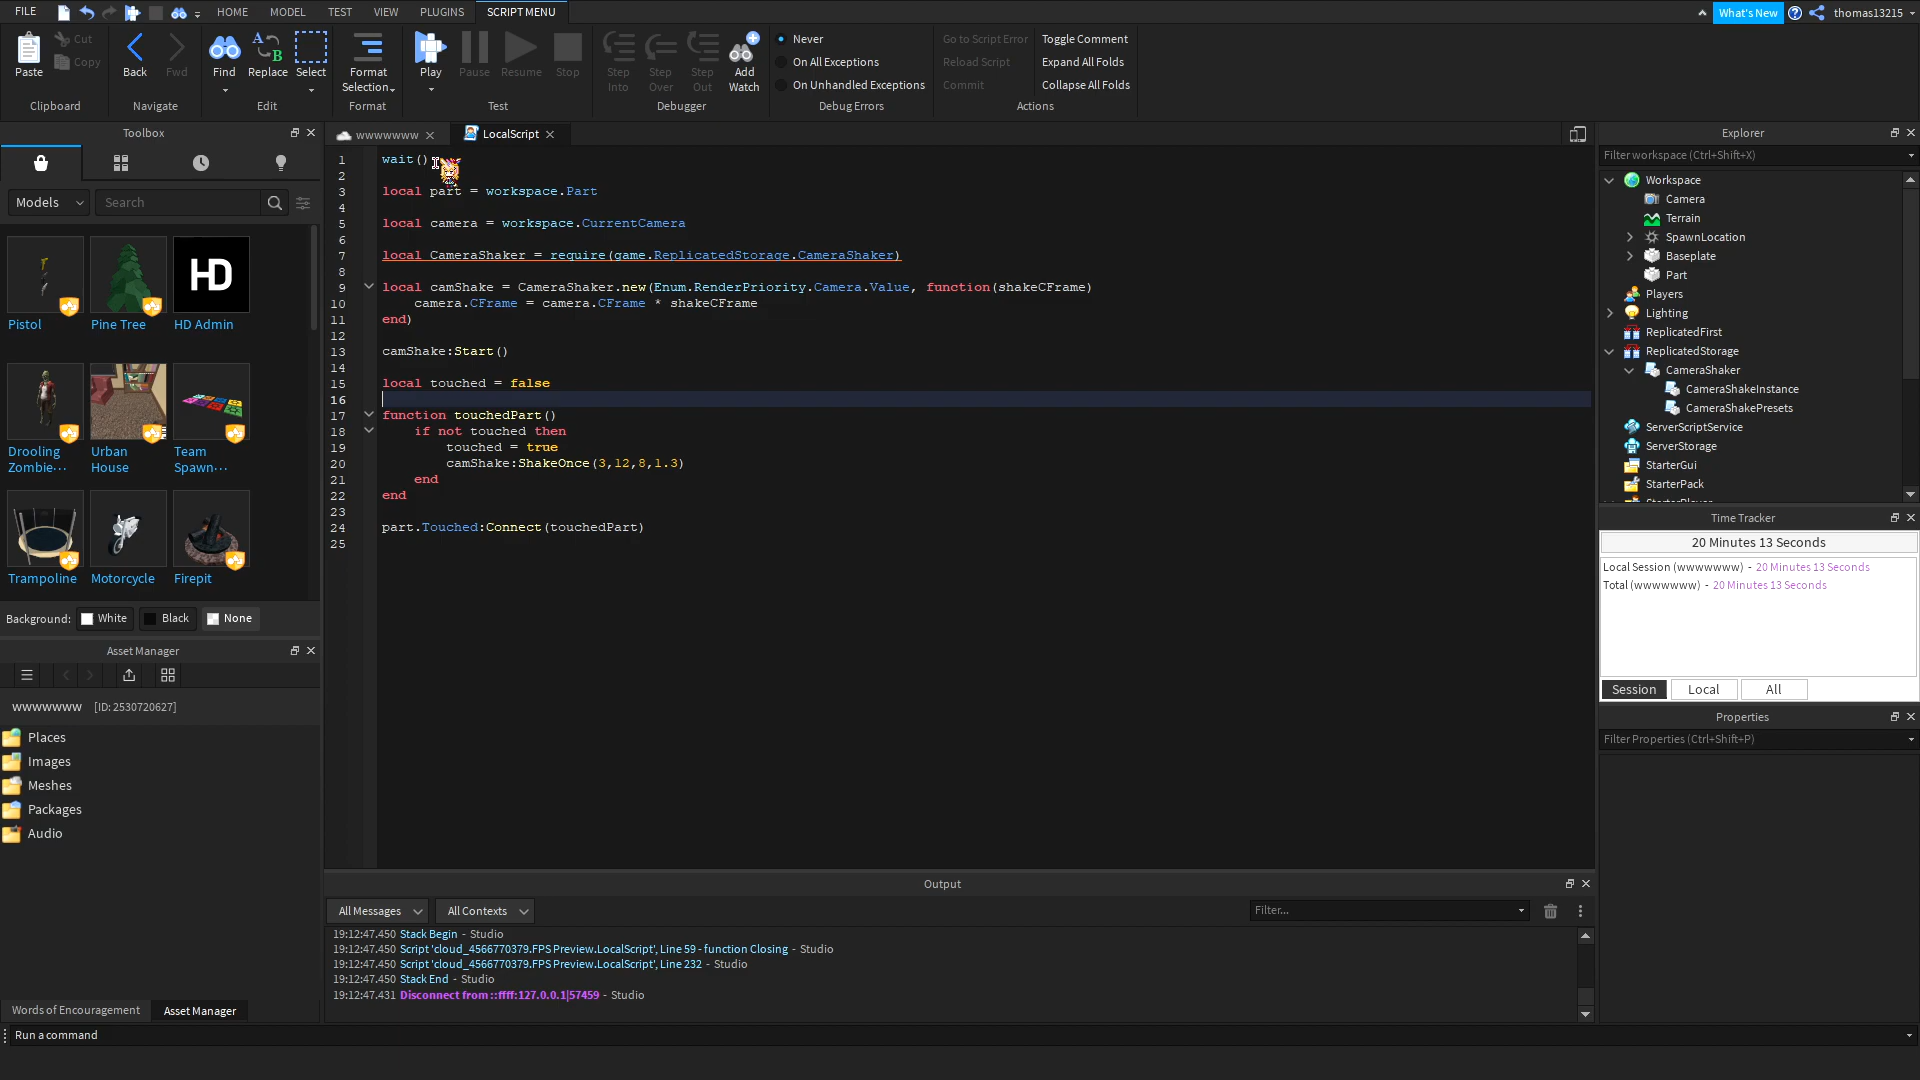 FILE HOME MODEL TEST VIEW PLUGINS SCRIPT MENU What's New thomas13215
Paste Cut Copy Clipboard
Back Fwd Navigate
Find Replace Select Edit
Format Selection Format
Play Pause Resume Stop Test
Step Into Step Over Step Out Add Watch Debugger
Never
On All Exceptions
On Unhandled Exceptions
Debug Errors
Go to Script Error Toggle Comment
Reload Script Expand All Folds
Commit Collapse All Folds
Actions
Toolbox
Models Search
Pistol Pine Tree HD Admin
HD
Drooling Zombie... Urban House Team Spawn...
Trampoline Motorcycle Firepit
Background: White Black None
Asset Manager
wwwwwww [ID: 2530720627]
Places
Images
Meshes
Packages
Audio
Words of Encouragement Asset Manager
Run a command
wwwwwww LocalScript
1 wait()
2
3 local part = workspace.Part
4
5 local camera = workspace.CurrentCamera
6
7 local CameraShaker = require(game.ReplicatedStorage.CameraShaker)
8
9 local camShake = CameraShaker.new(Enum.RenderPriority.Camera.Value, function(shakeCFrame)
10 camera.CFrame = camera.CFrame * shakeCFrame
11 end)
12
13 camShake:Start()
14
15 local touched = false
16
17 function touchedPart()
18 if not touched then
19 touched = true
20 camShake:ShakeOnce(3,12,8,1.3)
21 end
22 end
23
24 part.Touched:Connect(touchedPart)
25
Output
All Messages All Contexts Filter...
19:12:47.450 Stack Begin - Studio
19:12:47.450 Script 'cloud_4566770379.FPS Preview.LocalScript', Line 59 - function Closing - Studio
19:12:47.450 Script 'cloud_4566770379.FPS Preview.LocalScript', Line 232 - Studio
19:12:47.450 Stack End - Studio
19:12:47.431 Disconnect from ::ffff:127.0.0.1|57459 - Studio
Explorer
Filter workspace (Ctrl+Shift+X)
Workspace
Camera
Terrain
SpawnLocation
Baseplate
Part
Players
Lighting
ReplicatedFirst
ReplicatedStorage
CameraShaker
CameraShakeInstance
CameraShakePresets
ServerScriptService
ServerStorage
StarterGui
StarterPack
StarterPlayer
Time Tracker
20 Minutes 13 Seconds
Local Session (wwwwwww) - 20 Minutes 13 Seconds
Total (wwwwwww) - 20 Minutes 13 Seconds
Session Local All
Properties
Filter Properties (Ctrl+Shift+P)